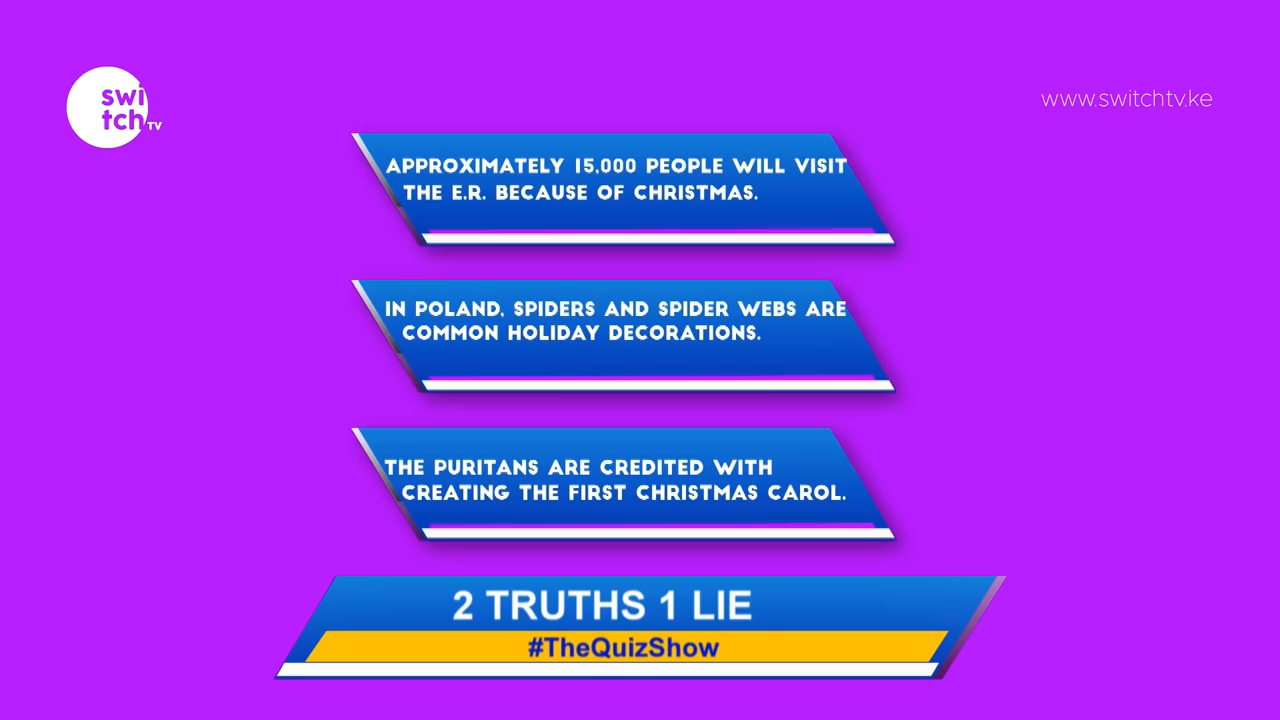 swi
tch TV
www.switchtv.ke
APPROXIMATELY 15,000 PEOPLE WILL VISIT
THE E.R. BECAUSE OF CHRISTMAS.
IN POLAND, SPIDERS AND SPIDER WEBS ARE
COMMON HOLIDAY DECORATIONS.
THE PURITANS ARE CREDITED WITH
CREATING THE FIRST CHRISTMAS CAROL.
2 TRUTHS 1 LIE
#TheQuizShow